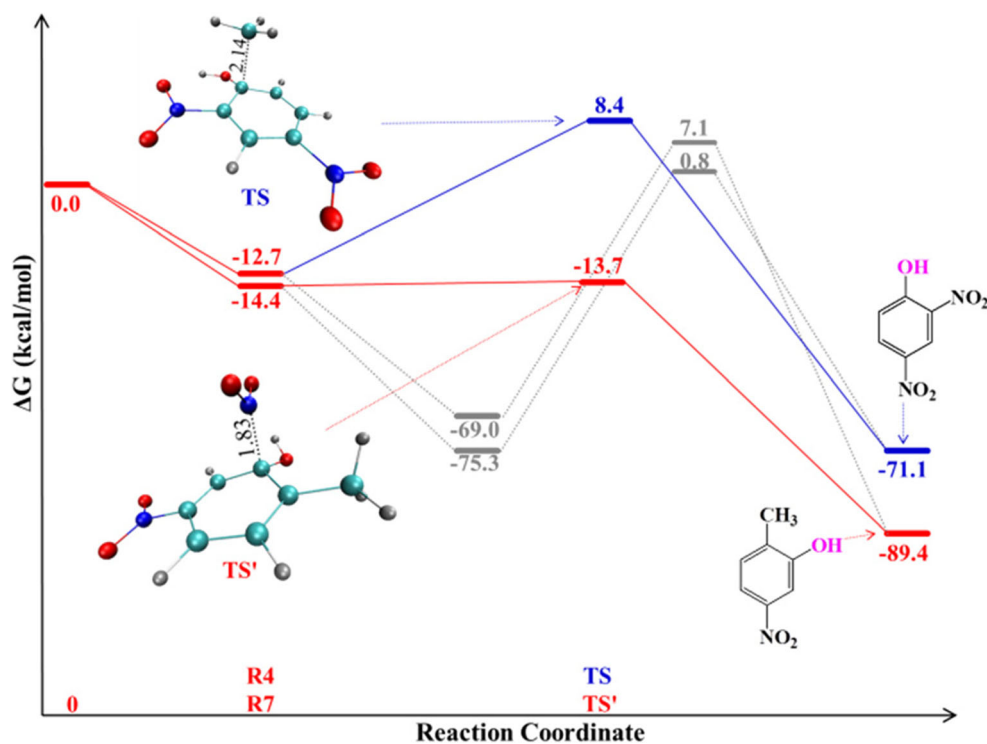 2.14
TS
8.4
7.1
0.8
0.0
-12.7
-14.4
-13.7
OH
NO₂
NO₂
1.83
-69.0
-75.3
-71.1
TS'
CH₃
OH
-89.4
NO₂
R4
TS
0
R7
TS'
ΔG (kcal/mol)
Reaction Coordinate